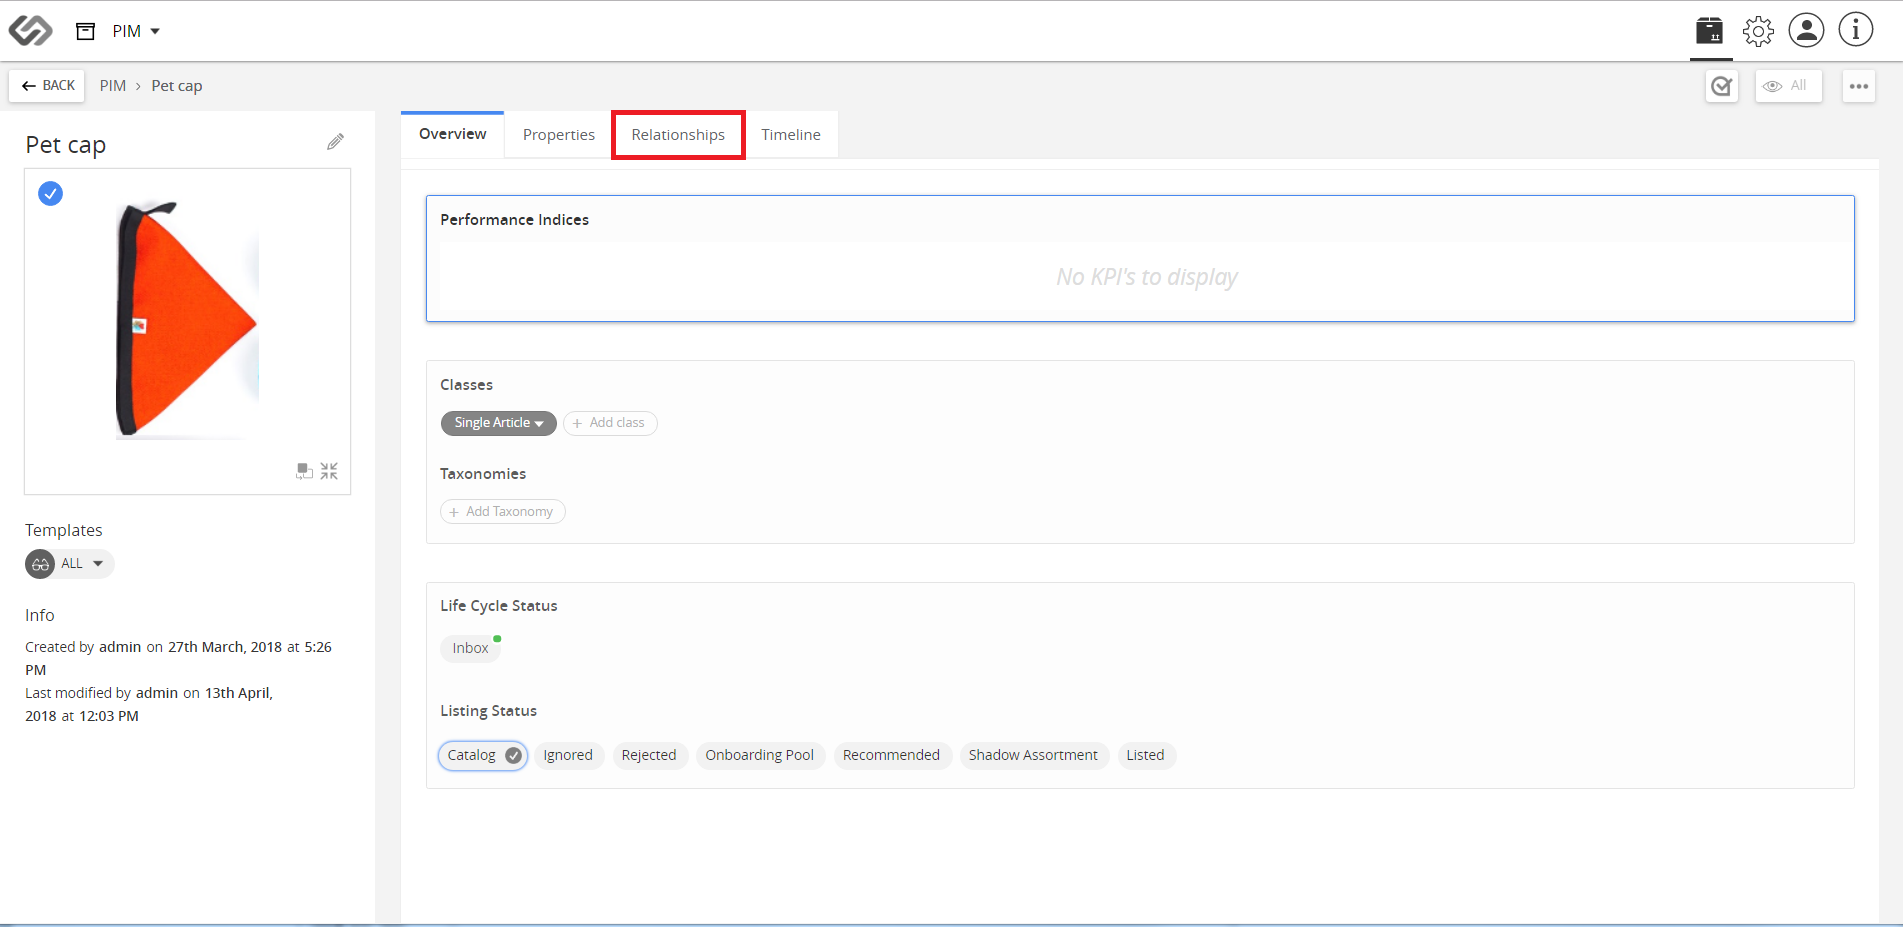 PIM
BACK PIM › Pet cap All
Pet cap
Overview Properties Relationships Timeline
Performance Indices
No KPI's to display
Classes
Single Article + Add class
Taxonomies
+ Add Taxonomy
Templates
ALL
Info
Created by admin on 27th March, 2018 at 5:26
PM
Last modified by admin on 13th April,
2018 at 12:03 PM
Life Cycle Status
Inbox
Listing Status
Catalog Ignored Rejected Onboarding Pool Recommended Shadow Assortment Listed